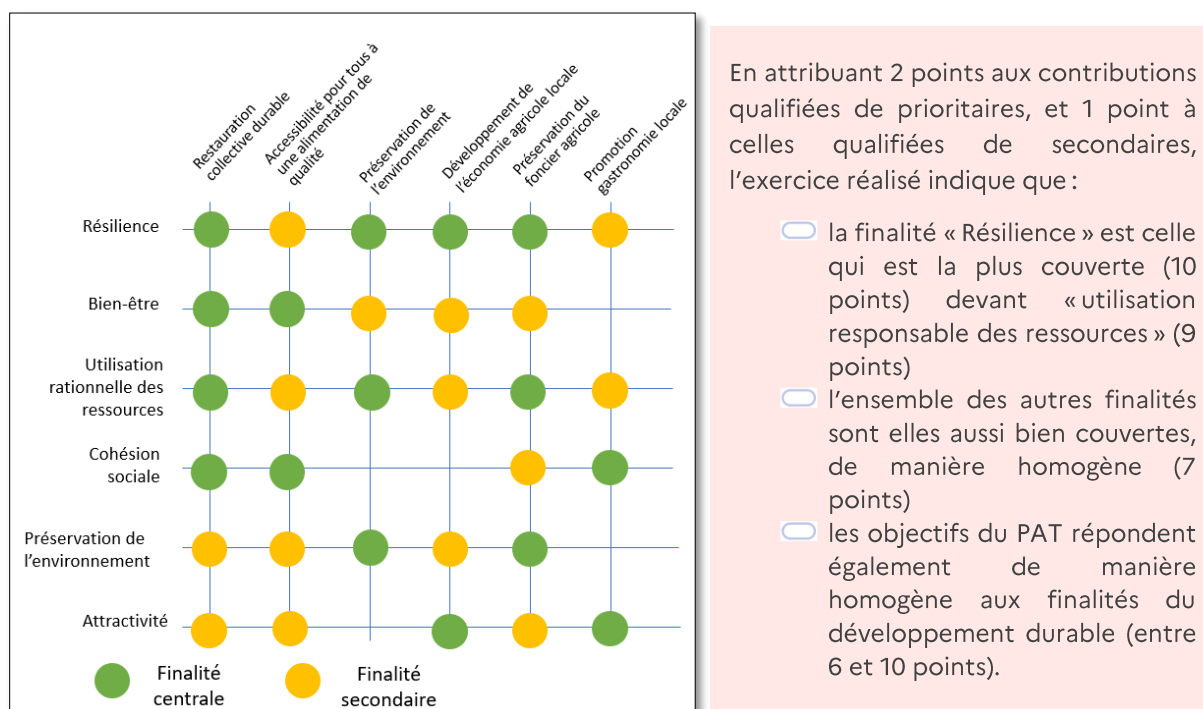 Restauration
collective durable
Accessibilité pour tous à
une alimentation de
qualité
Préservation de
l'environnement
Développement de
l'économie agricole locale
Préservation du
foncier agricole
Promotion
gastronomie locale
Résilience
Bien-être
Utilisation
rationnelle des
ressources
Cohésion
sociale
Préservation de
l'environnement
Attractivité
Finalité
centrale
Finalité
secondaire
En attribuant 2 points aux contributions
qualifiées de prioritaires, et 1 point à
celles qualifiées de secondaires,
l'exercice réalisé indique que :
la finalité « Résilience » est celle
qui est la plus couverte (10
points) devant « utilisation
responsable des ressources » (9
points)
l'ensemble des autres finalités
sont elles aussi bien couvertes,
de manière homogène (7
points)
les objectifs du PAT répondent
également de manière
homogène aux finalités du
développement durable (entre
6 et 10 points).